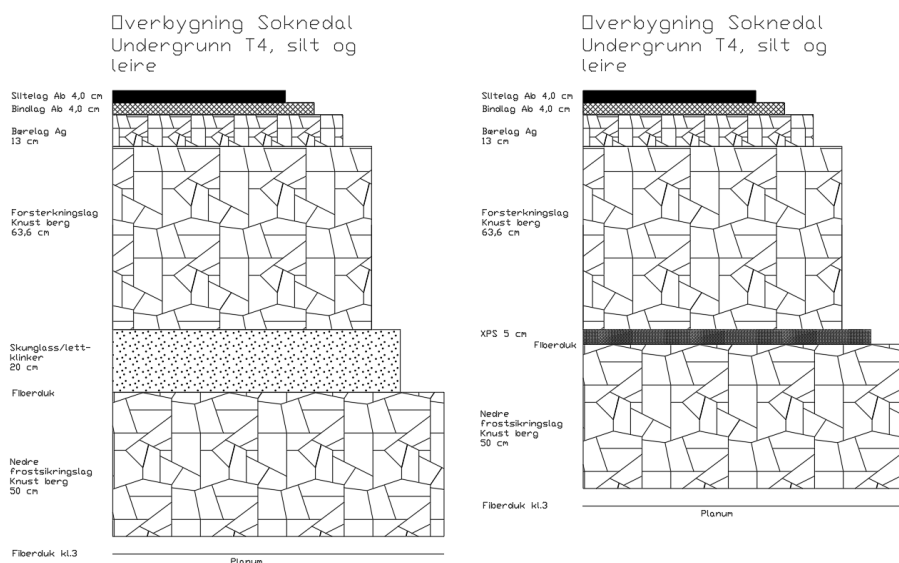 Overbygning Soknedal
Undergrunn T4, silt og
leire
Slitelag Ab 4,0 cm
Bindlag Ab 4,0 cm
Bærelag Ag
13 cm
Forsterkningslag
Knust berg
63,6 cm
Skumglass/lett-
klinker
20 cm
Fiberduk
Nedre
frostsikringslag
Knust berg
50 cm
Fiberduk kl.3
Planum
Overbygning Soknedal
Undergrunn T4, silt og
leire
Slitelag Ab 4,0 cm
Bindlag Ab 4,0 cm
Bærelag Ag
13 cm
Forsterkningslag
Knust berg
63,6 cm
XPS 5 cm
Fiberduk
Nedre
frostsikringslag
Knust berg
50 cm
Fiberduk kl.3
Planum